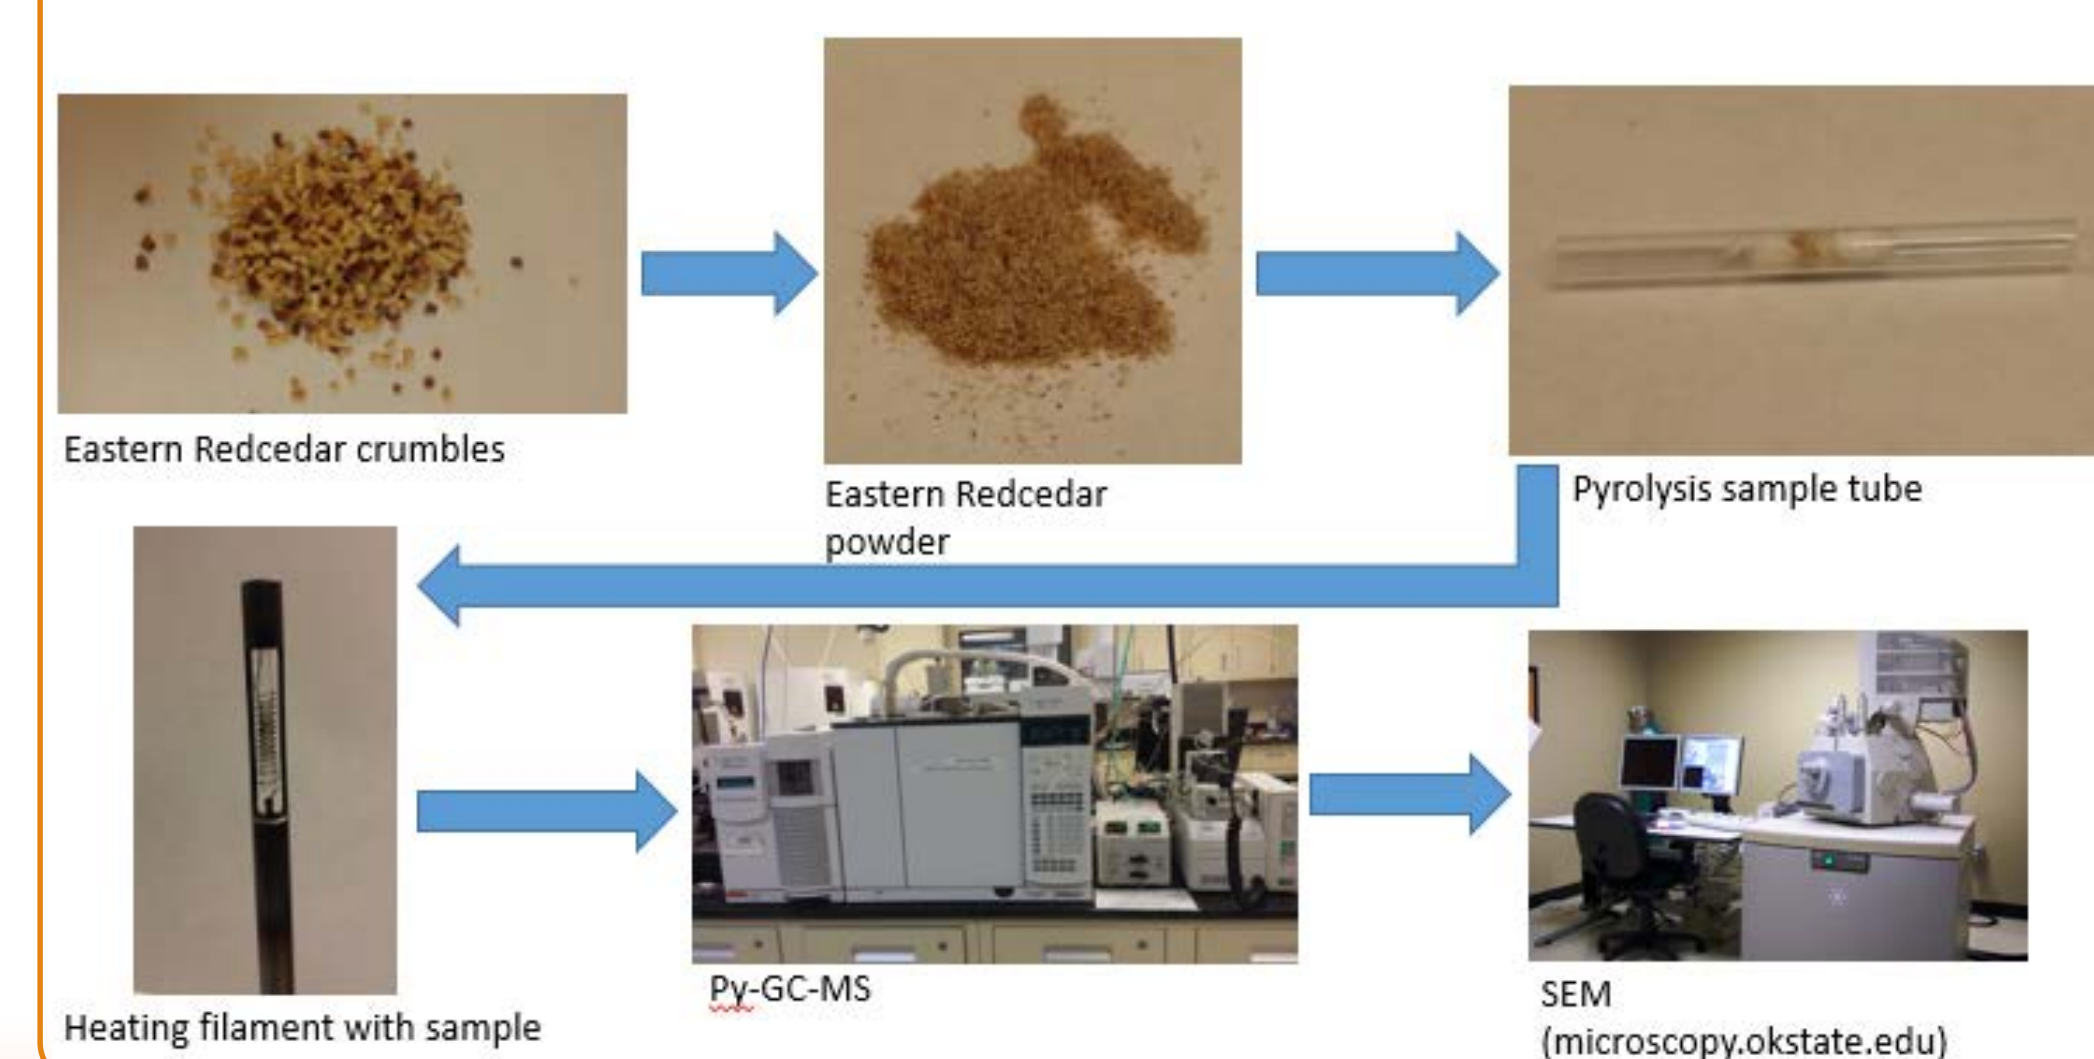 Eastern Redcedar crumbles
Eastern Redcedar
powder
Pyrolysis sample tube
Heating filament with sample
Py-GC-MS
SEM
(microscopy.okstate.edu)